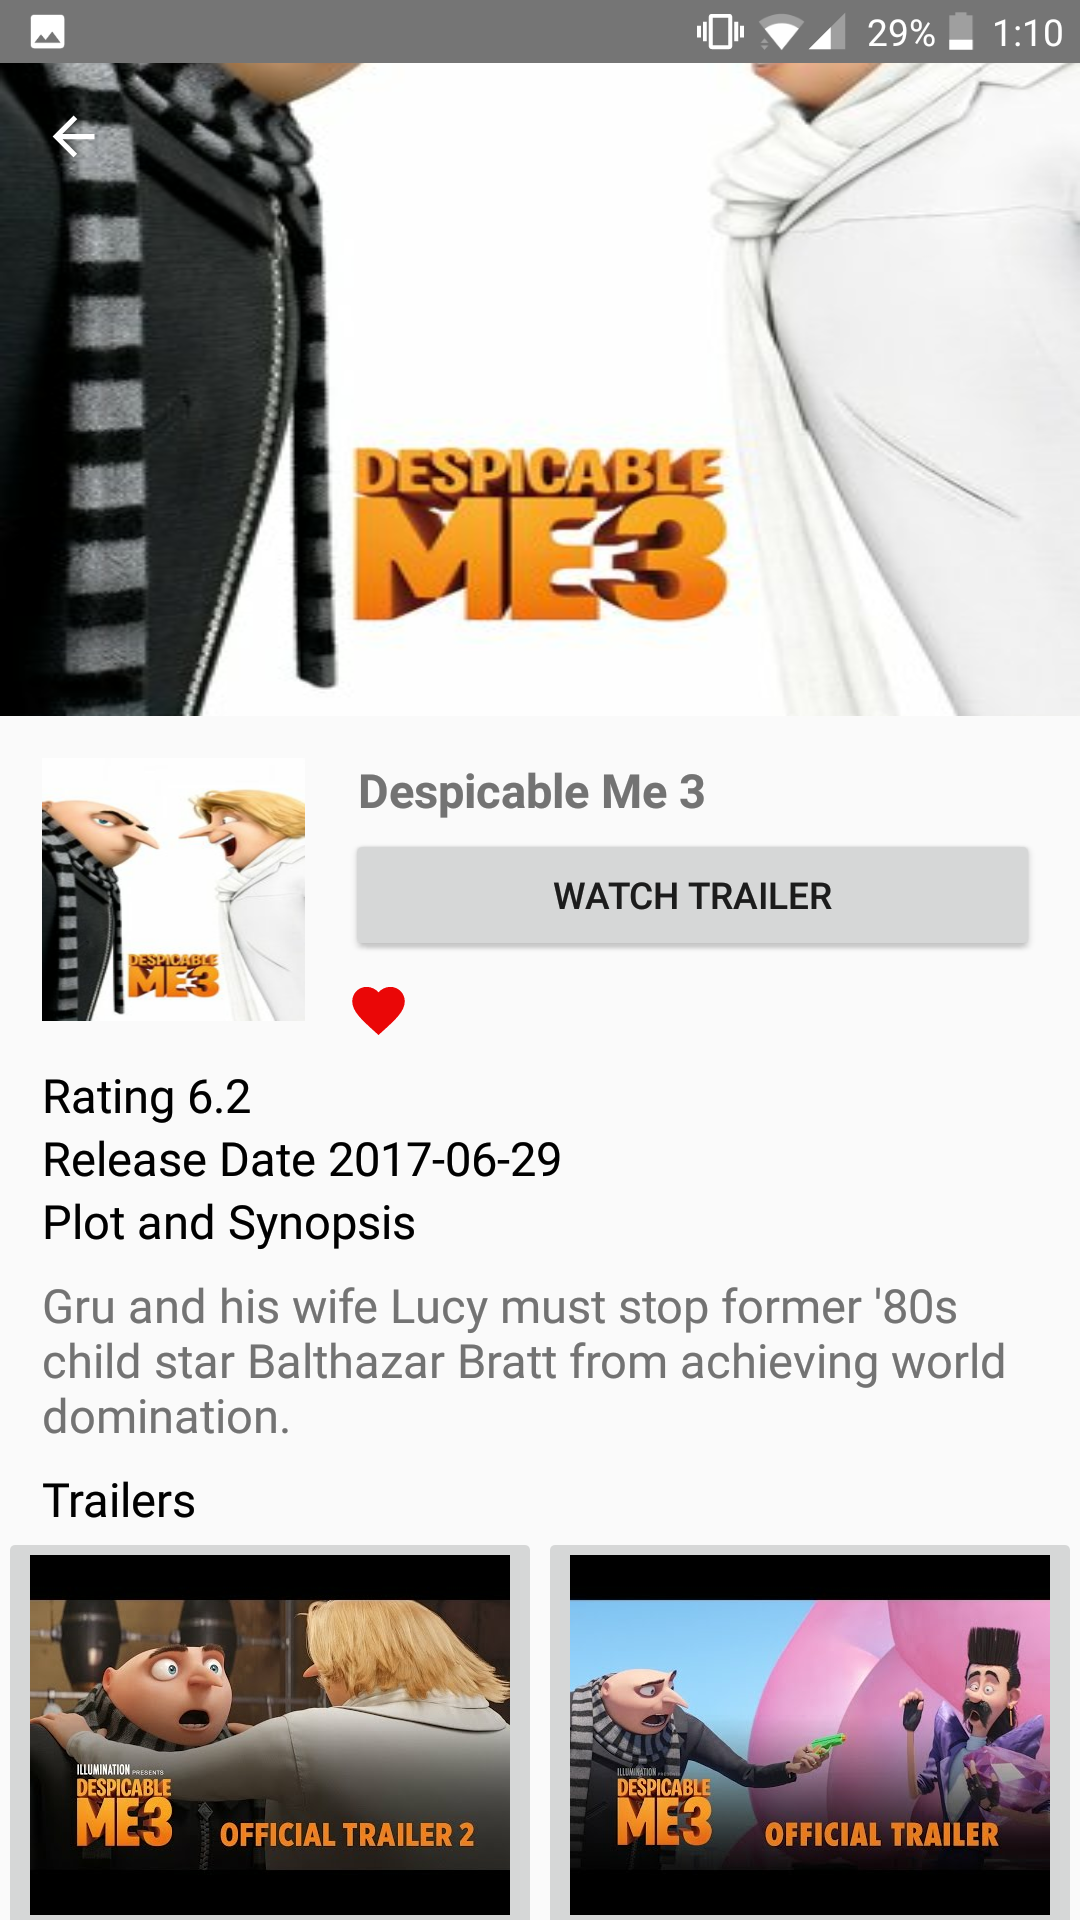 29% 1:10
DESPICABLE
ME3
DESPICABLE
ME3
Despicable Me 3
WATCH TRAILER
Rating 6.2
Release Date 2017-06-29
Plot and Synopsis
Gru and his wife Lucy must stop former '80s
child star Balthazar Bratt from achieving world
domination.
Trailers
ILLUMINATION PRESENTS
DESPICABLE
ME3
OFFICIAL TRAILER 2
ILLUMINATION PRESENTS
DESPICABLE
ME3
OFFICIAL TRAILER